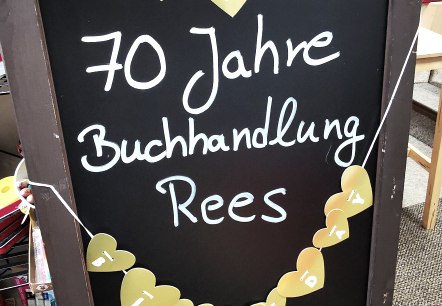 70 Jahre
Buchhandlung
Rees